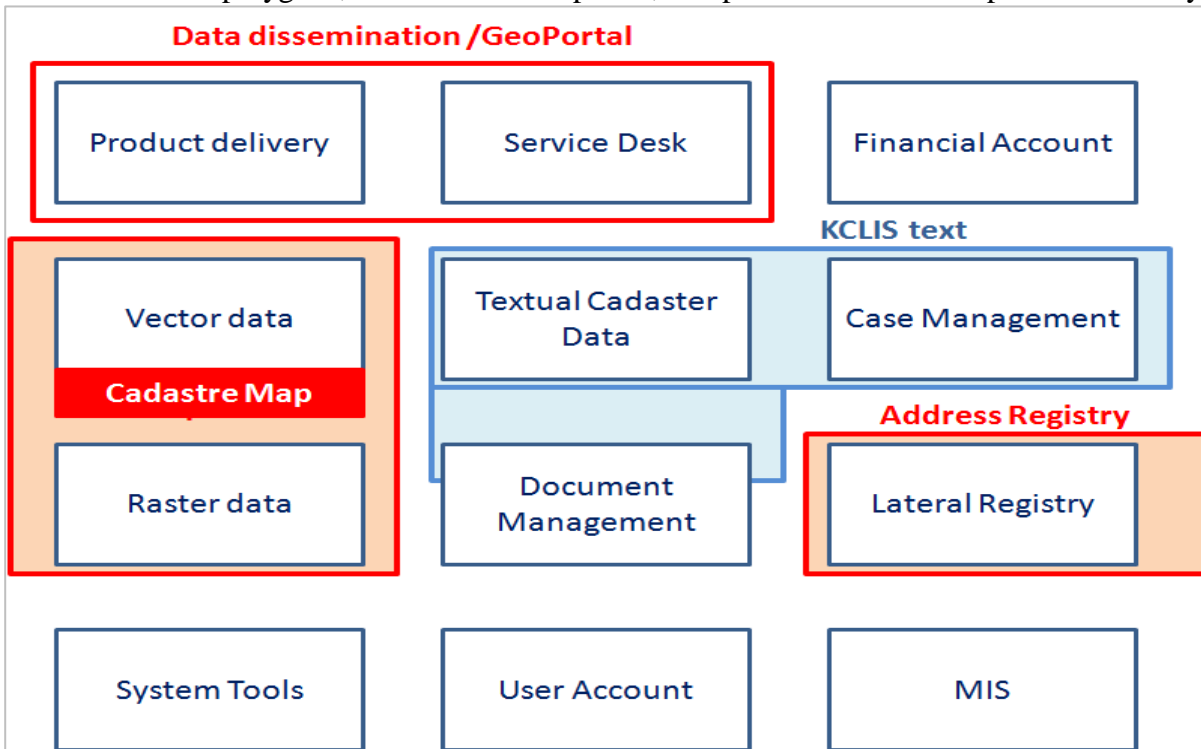 Data dissemination /GeoPortal
Product delivery
Service Desk
Financial Account
KCLIS text
Vector data
Textual Cadaster
Data
Case Management
Cadastre Map
Address Registry
Raster data
Document
Management
Lateral Registry
System Tools
User Account
MIS